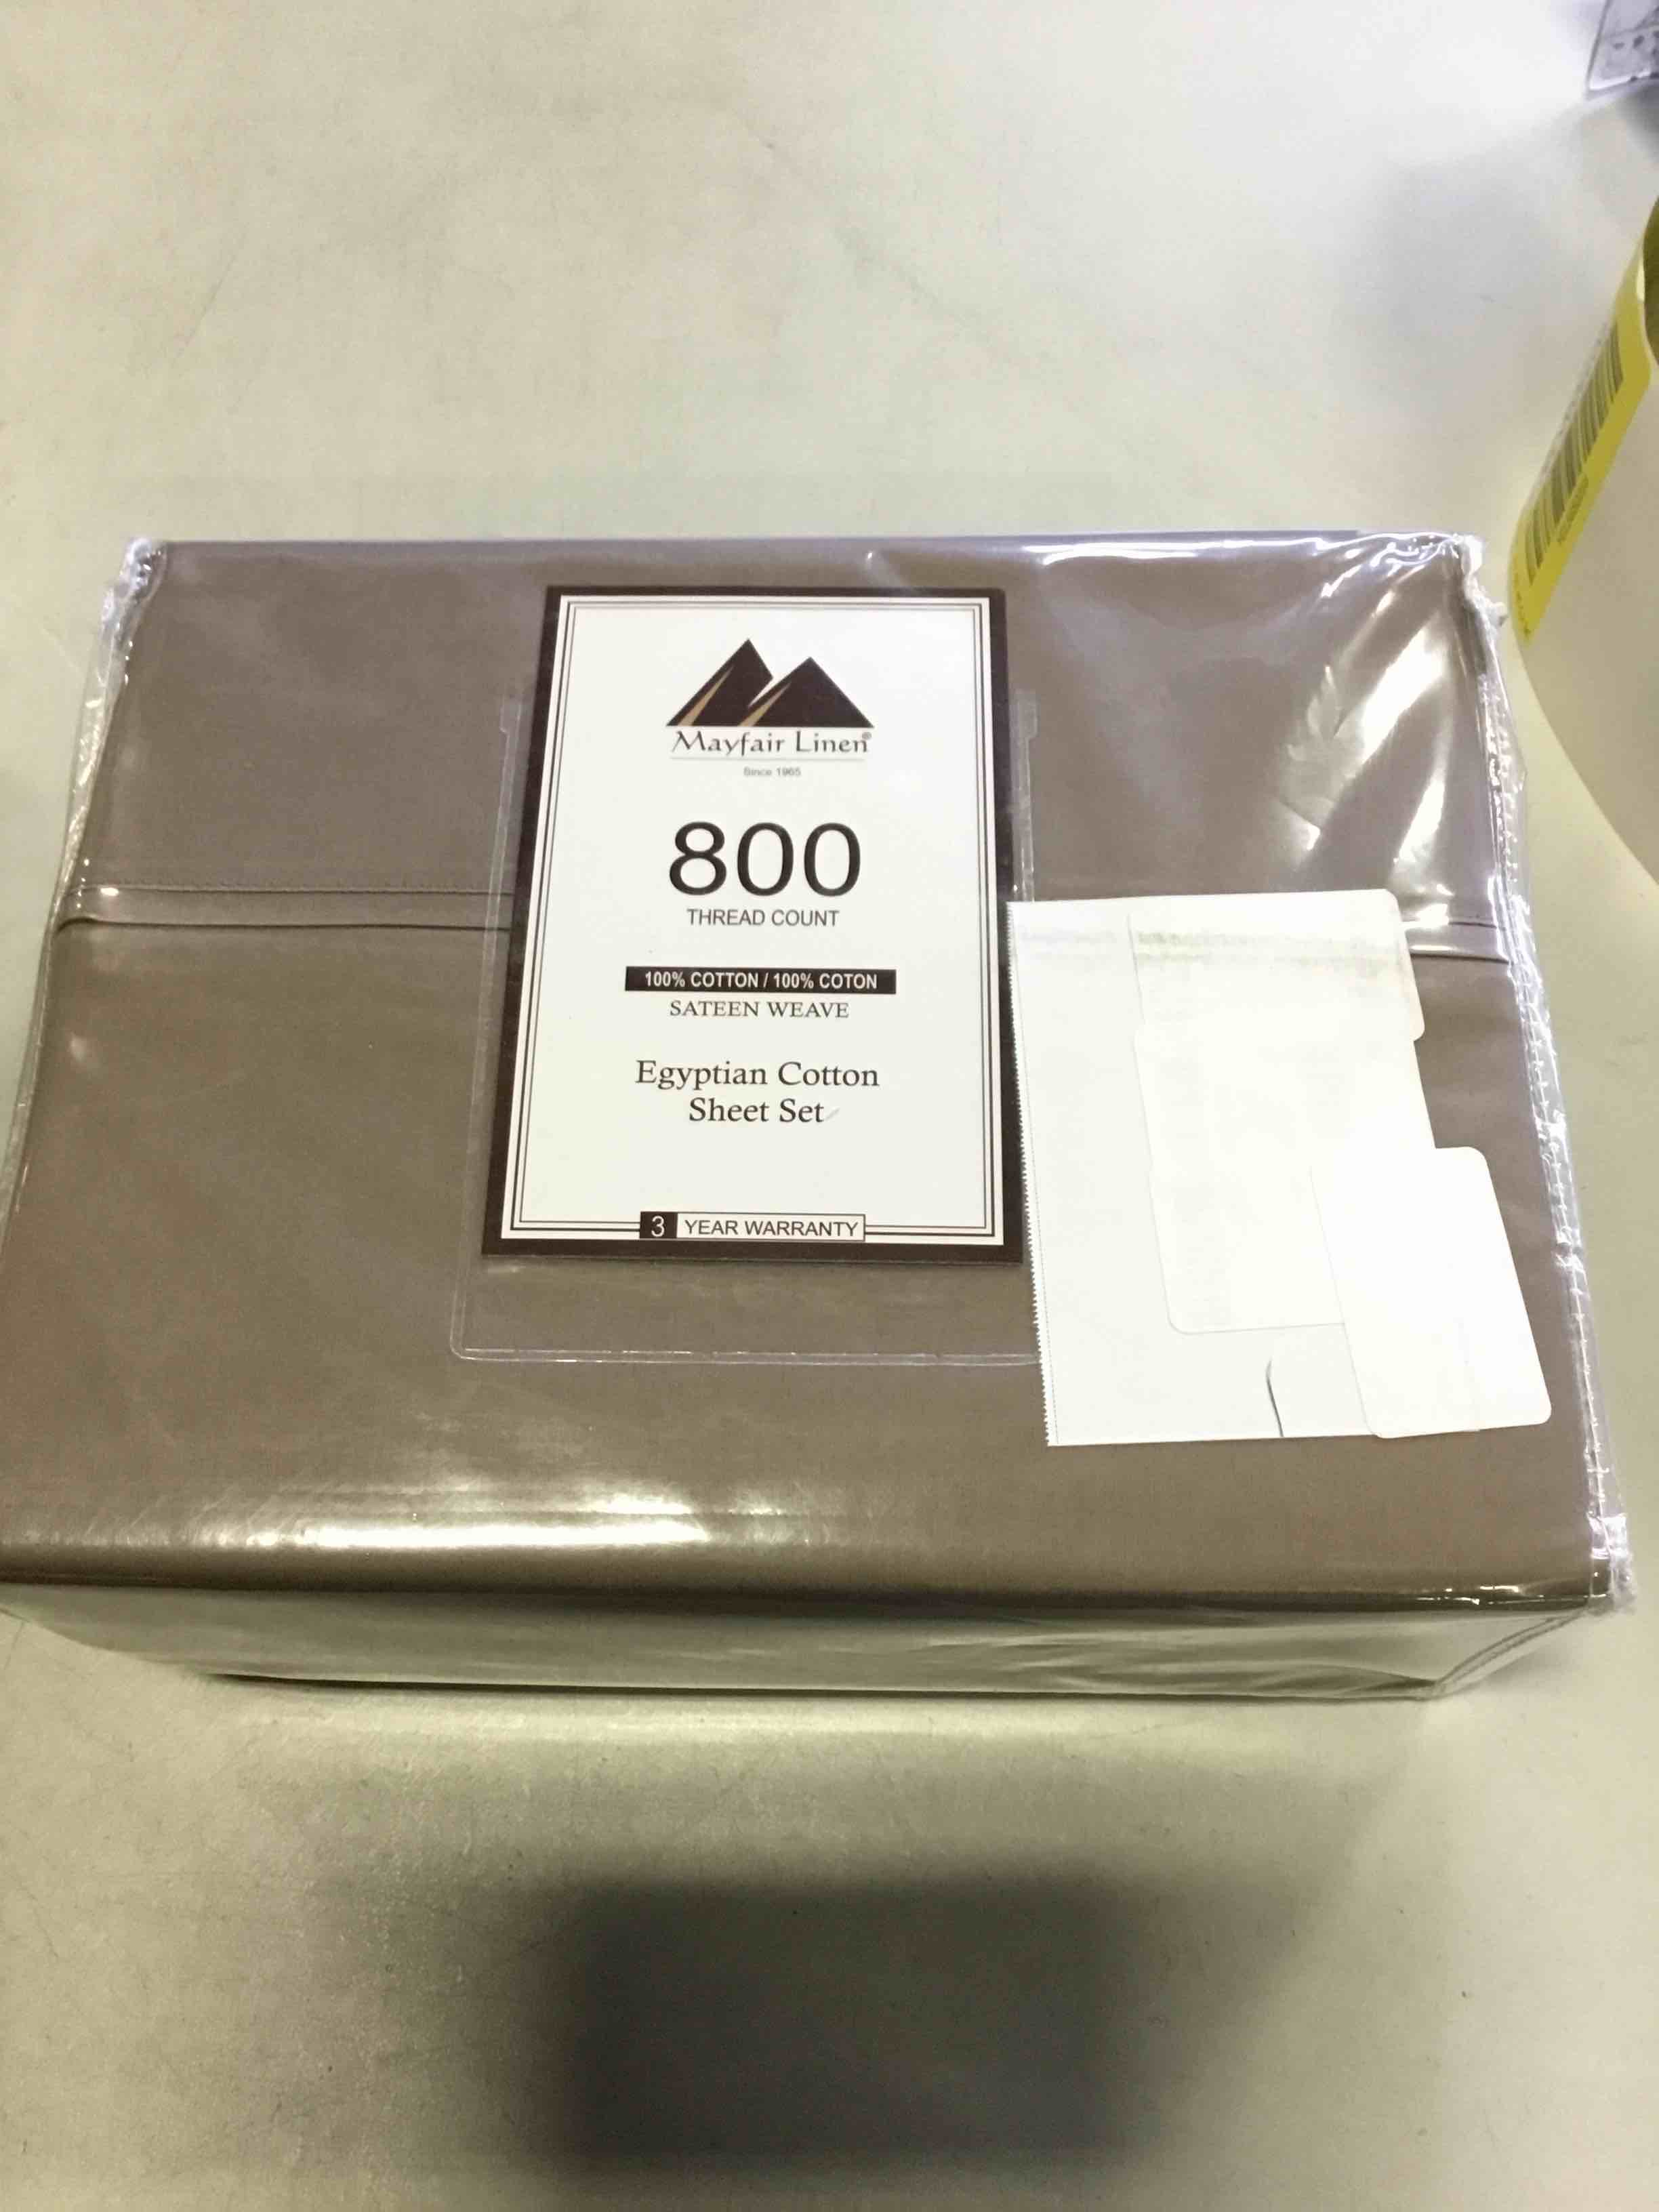 Mayfair Linen®
Since 1965
800
THREAD COUNT
100% COTTON / 100% COTON
SATEEN WEAVE
Egyptian Cotton
Sheet Set
3 YEAR WARRANTY